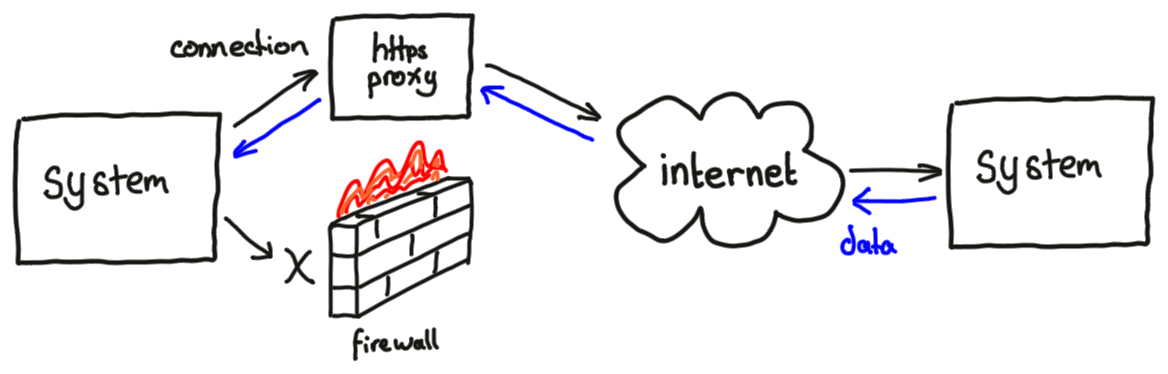 connection
https
proxy
System
internet
System
data
X
firewall